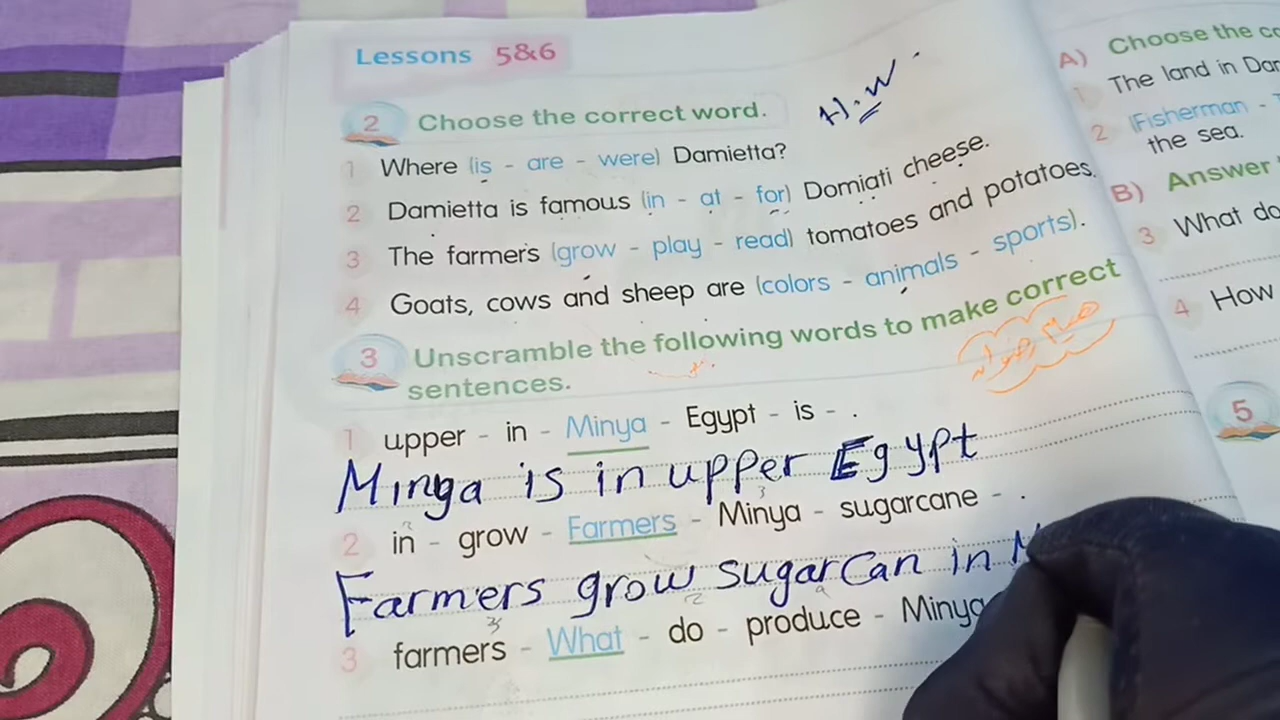 Lessons 5&6
2 Choose the correct word.
H.W
1 Where (is - are - were) Damietta?
2 Damietta is famous (in - at - for) Domiati cheese.
3 The farmers (grow - play - read) tomatoes and potatoes.
4 Goats, cows and sheep are (colors - animals - sports).
3 Unscramble the following words to make correct
sentences.
1 upper - in - Minya - Egypt - is - .
Minya is in upper Egypt
2 in - grow - Farmers - Minya - sugarcane - .
Farmers grow sugarcan in M
3 farmers - What - do - produce - Minya
A) Choose the
1 The land in
2 (Fisherman -
the sea.
B) Answer
3 What do
4 How
5